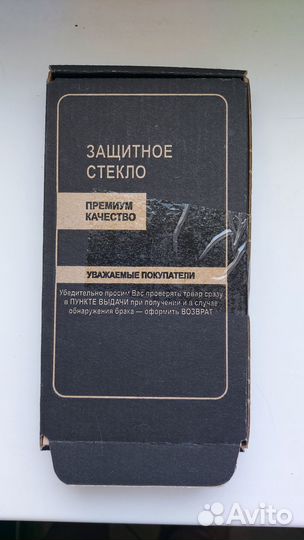 ЗАЩИТНОЕ
СТЕКЛО
ПРЕМИУМ
КАЧЕСТВО
УВАЖАЕМЫЕ ПОКУПАТЕЛИ
Убедительно просим Вас проверять товар сразу
в ПУНКТЕ ВЫДАЧИ при получении и в случае
обнаружения брака — оформить ВОЗВРАТ
Avito